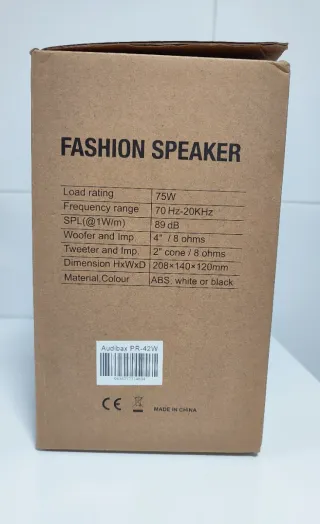 FASHION SPEAKER
Load rating 75W
Frequency range 70 Hz-20KHz
SPL(@1W/m) 89 dB
Woofer and Imp. 4" / 8 ohms
Tweeter and Imp. 2" cone / 8 ohms
Dimension HxWxD 208×140×120mm
Material,Colour ABS, white or black
Audibax PR-42W
CE MADE IN CHINA